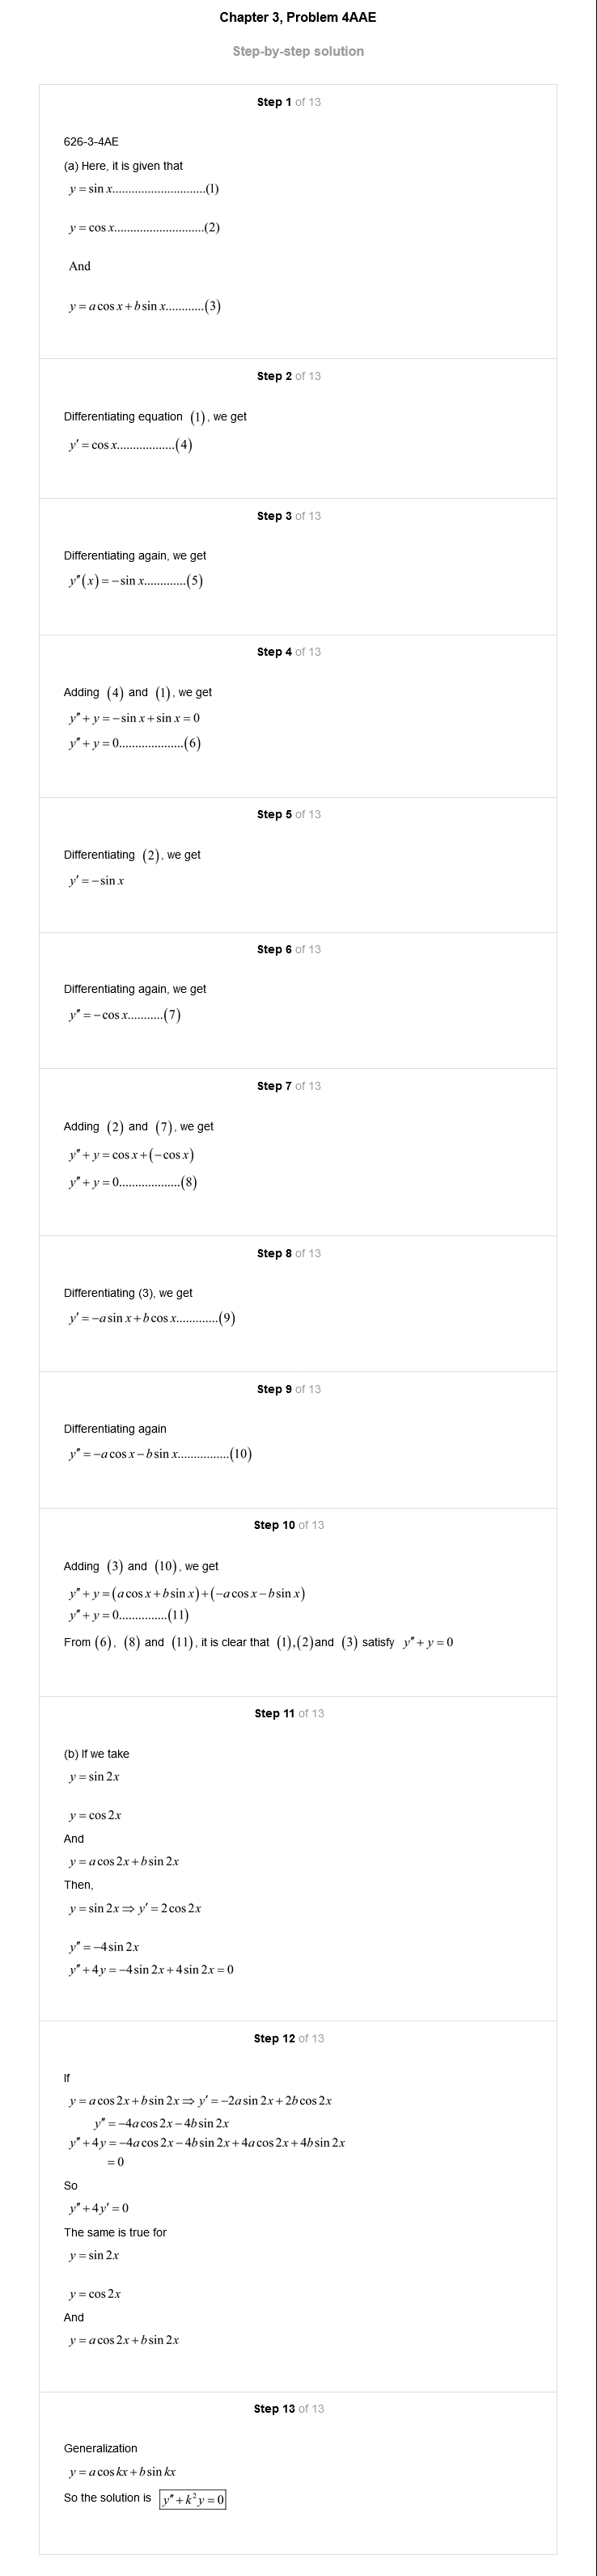 Chapter 3, Problem 4AAE
Step-by-step solution
Step 1 of 13
626-3-4AE
(a) Here, it is given that
y = sin x.............................(1)
y = cos x............................(2)
And
y = a cos x + b sin x............(3)
Step 2 of 13
Differentiating equation (1), we get
y′ = cos x..................(4)
Step 3 of 13
Differentiating again, we get
y″(x) = −sin x.............(5)
Step 4 of 13
Adding (4) and (1), we get
y″ + y = −sin x + sin x = 0
y″ + y = 0....................(6)
Step 5 of 13
Differentiating (2), we get
y′ = −sin x
Step 6 of 13
Differentiating again, we get
y″ = −cos x...........(7)
Step 7 of 13
Adding (2) and (7), we get
y″ + y = cos x + (−cos x)
y″ + y = 0...................(8)
Step 8 of 13
Differentiating (3), we get
y′ = −a sin x + b cos x.............(9)
Step 9 of 13
Differentiating again
y″ = −a cos x − b sin x................(10)
Step 10 of 13
Adding (3) and (10), we get
y″ + y = (a cos x + b sin x) + (−a cos x − b sin x)
y″ + y = 0...............(11)
From (6), (8) and (11), it is clear that (1),(2) and (3) satisfy y″ + y = 0
Step 11 of 13
(b) If we take
y = sin 2x
y = cos 2x
And
y = a cos 2x + b sin 2x
Then,
y = sin 2x ⇒ y′ = 2 cos 2x
y″ = −4 sin 2x
y″ + 4y = −4 sin 2x + 4 sin 2x = 0
Step 12 of 13
If
y = a cos 2x + b sin 2x ⇒ y′ = −2a sin 2x + 2b cos 2x
y″ = −4a cos 2x − 4b sin 2x
y″ + 4y = −4a cos 2x − 4b sin 2x + 4a cos 2x + 4b sin 2x
= 0
So
y″ + 4y′ = 0
The same is true for
y = sin 2x
y = cos 2x
And
y = a cos 2x + b sin 2x
Step 13 of 13
Generalization
y = a cos kx + b sin kx
So the solution is y″ + k²y = 0